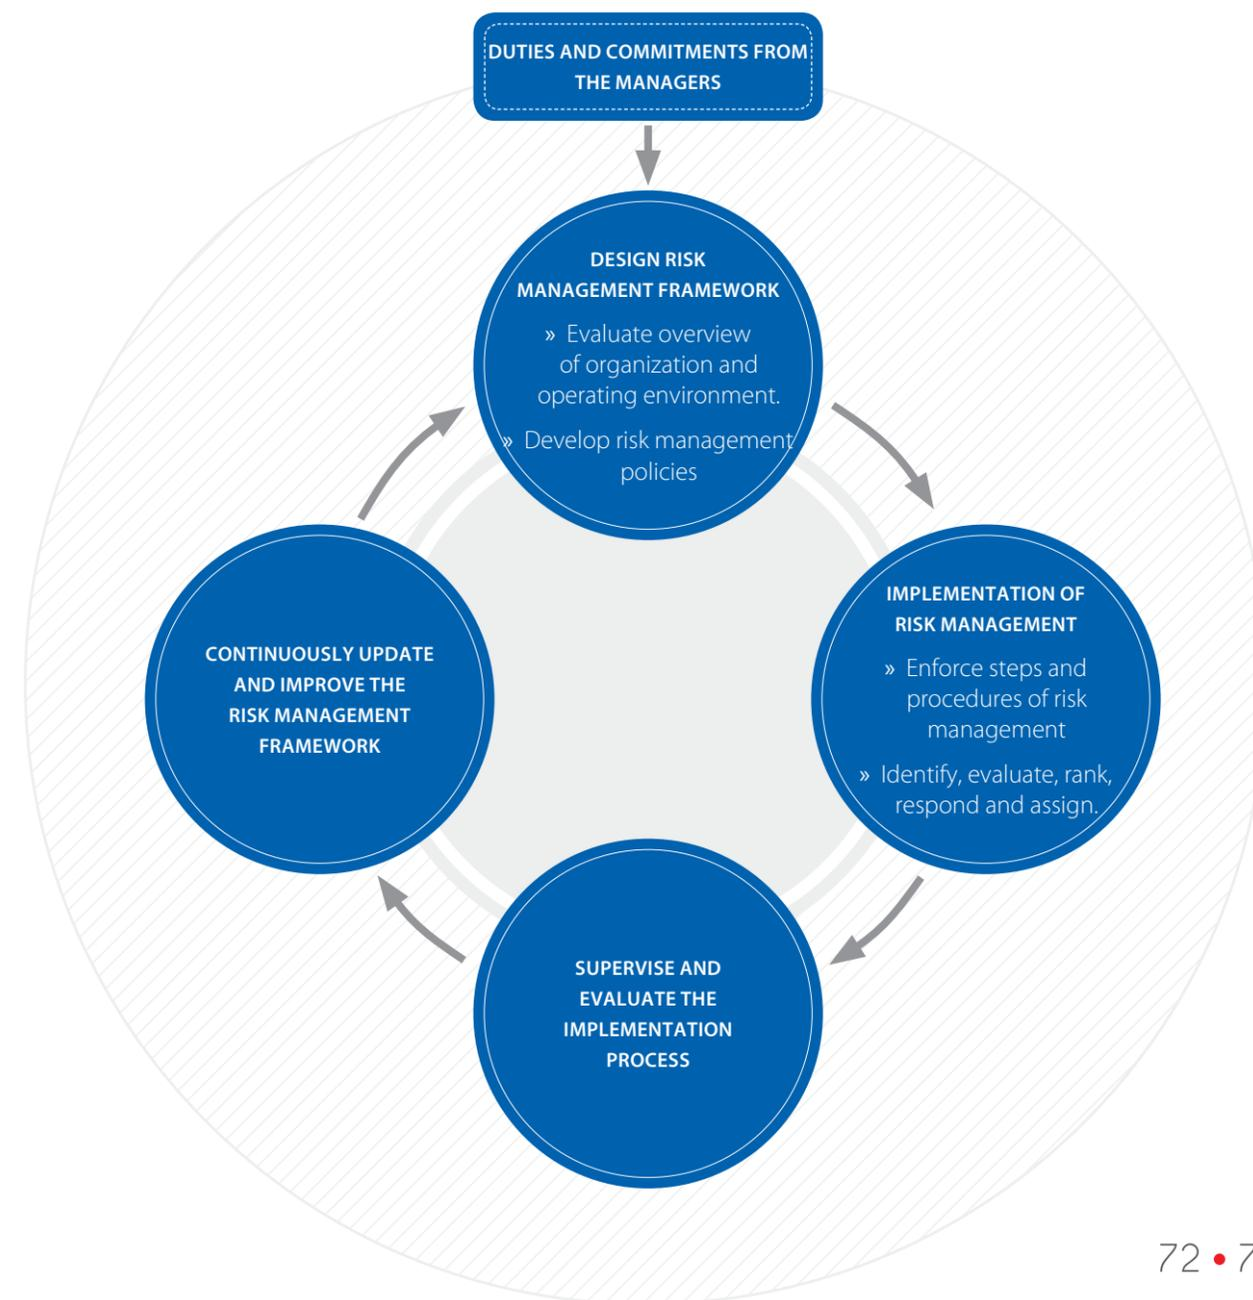 DUTIES AND COMMITMENTS FROM
THE MANAGERS
DESIGN RISK
MANAGEMENT FRAMEWORK
» Evaluate overview
of organization and
operating environment.
» Develop risk management
policies
IMPLEMENTATION OF
RISK MANAGEMENT
» Enforce steps and
procedures of risk
management
» Identify, evaluate, rank,
respond and assign.
SUPERVISE AND
EVALUATE THE
IMPLEMENTATION
PROCESS
CONTINUOUSLY UPDATE
AND IMPROVE THE
RISK MANAGEMENT
FRAMEWORK
72 • 7